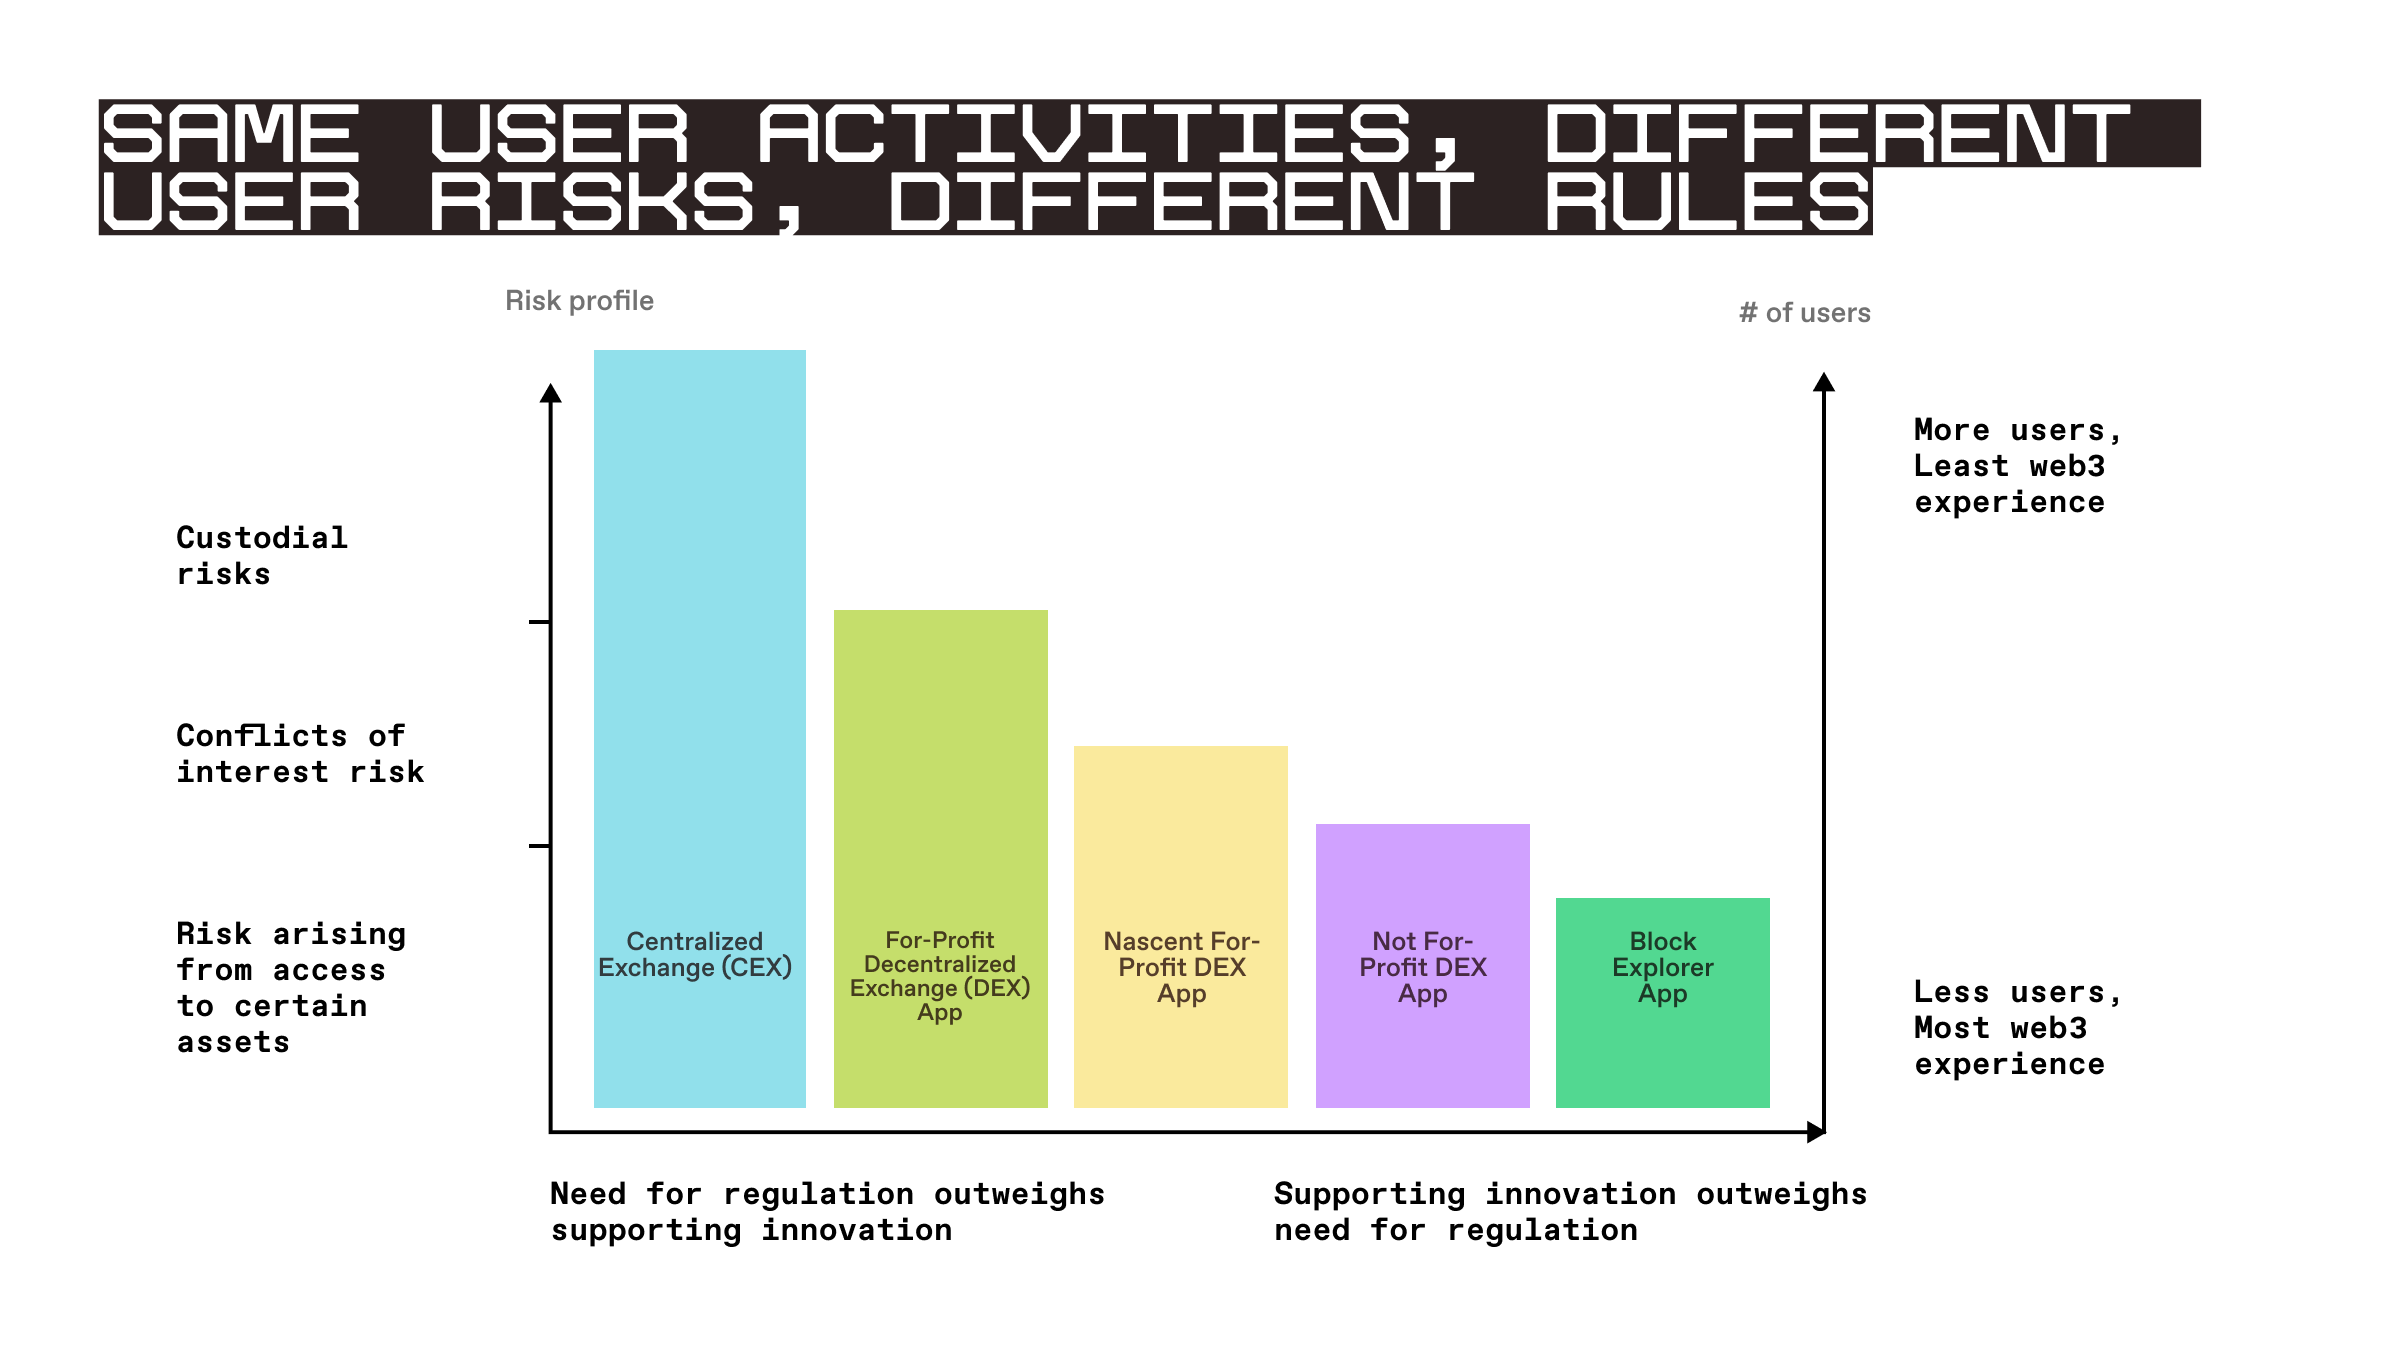 SAME USER ACTIVITIES, DIFFERENT
USER RISKS, DIFFERENT RULES
Risk profile
# of users
More users,
Least web3
experience
Custodial
risks
Conflicts of
interest risk
Risk arising
from access
to certain
assets
Centralized
Exchange (CEX)
For-Profit
Decentralized
Exchange (DEX)
App
Nascent For-
Profit DEX
App
Not For-
Profit DEX
App
Block
Explorer
App
Less users,
Most web3
experience
Need for regulation outweighs
supporting innovation
Supporting innovation outweighs
need for regulation